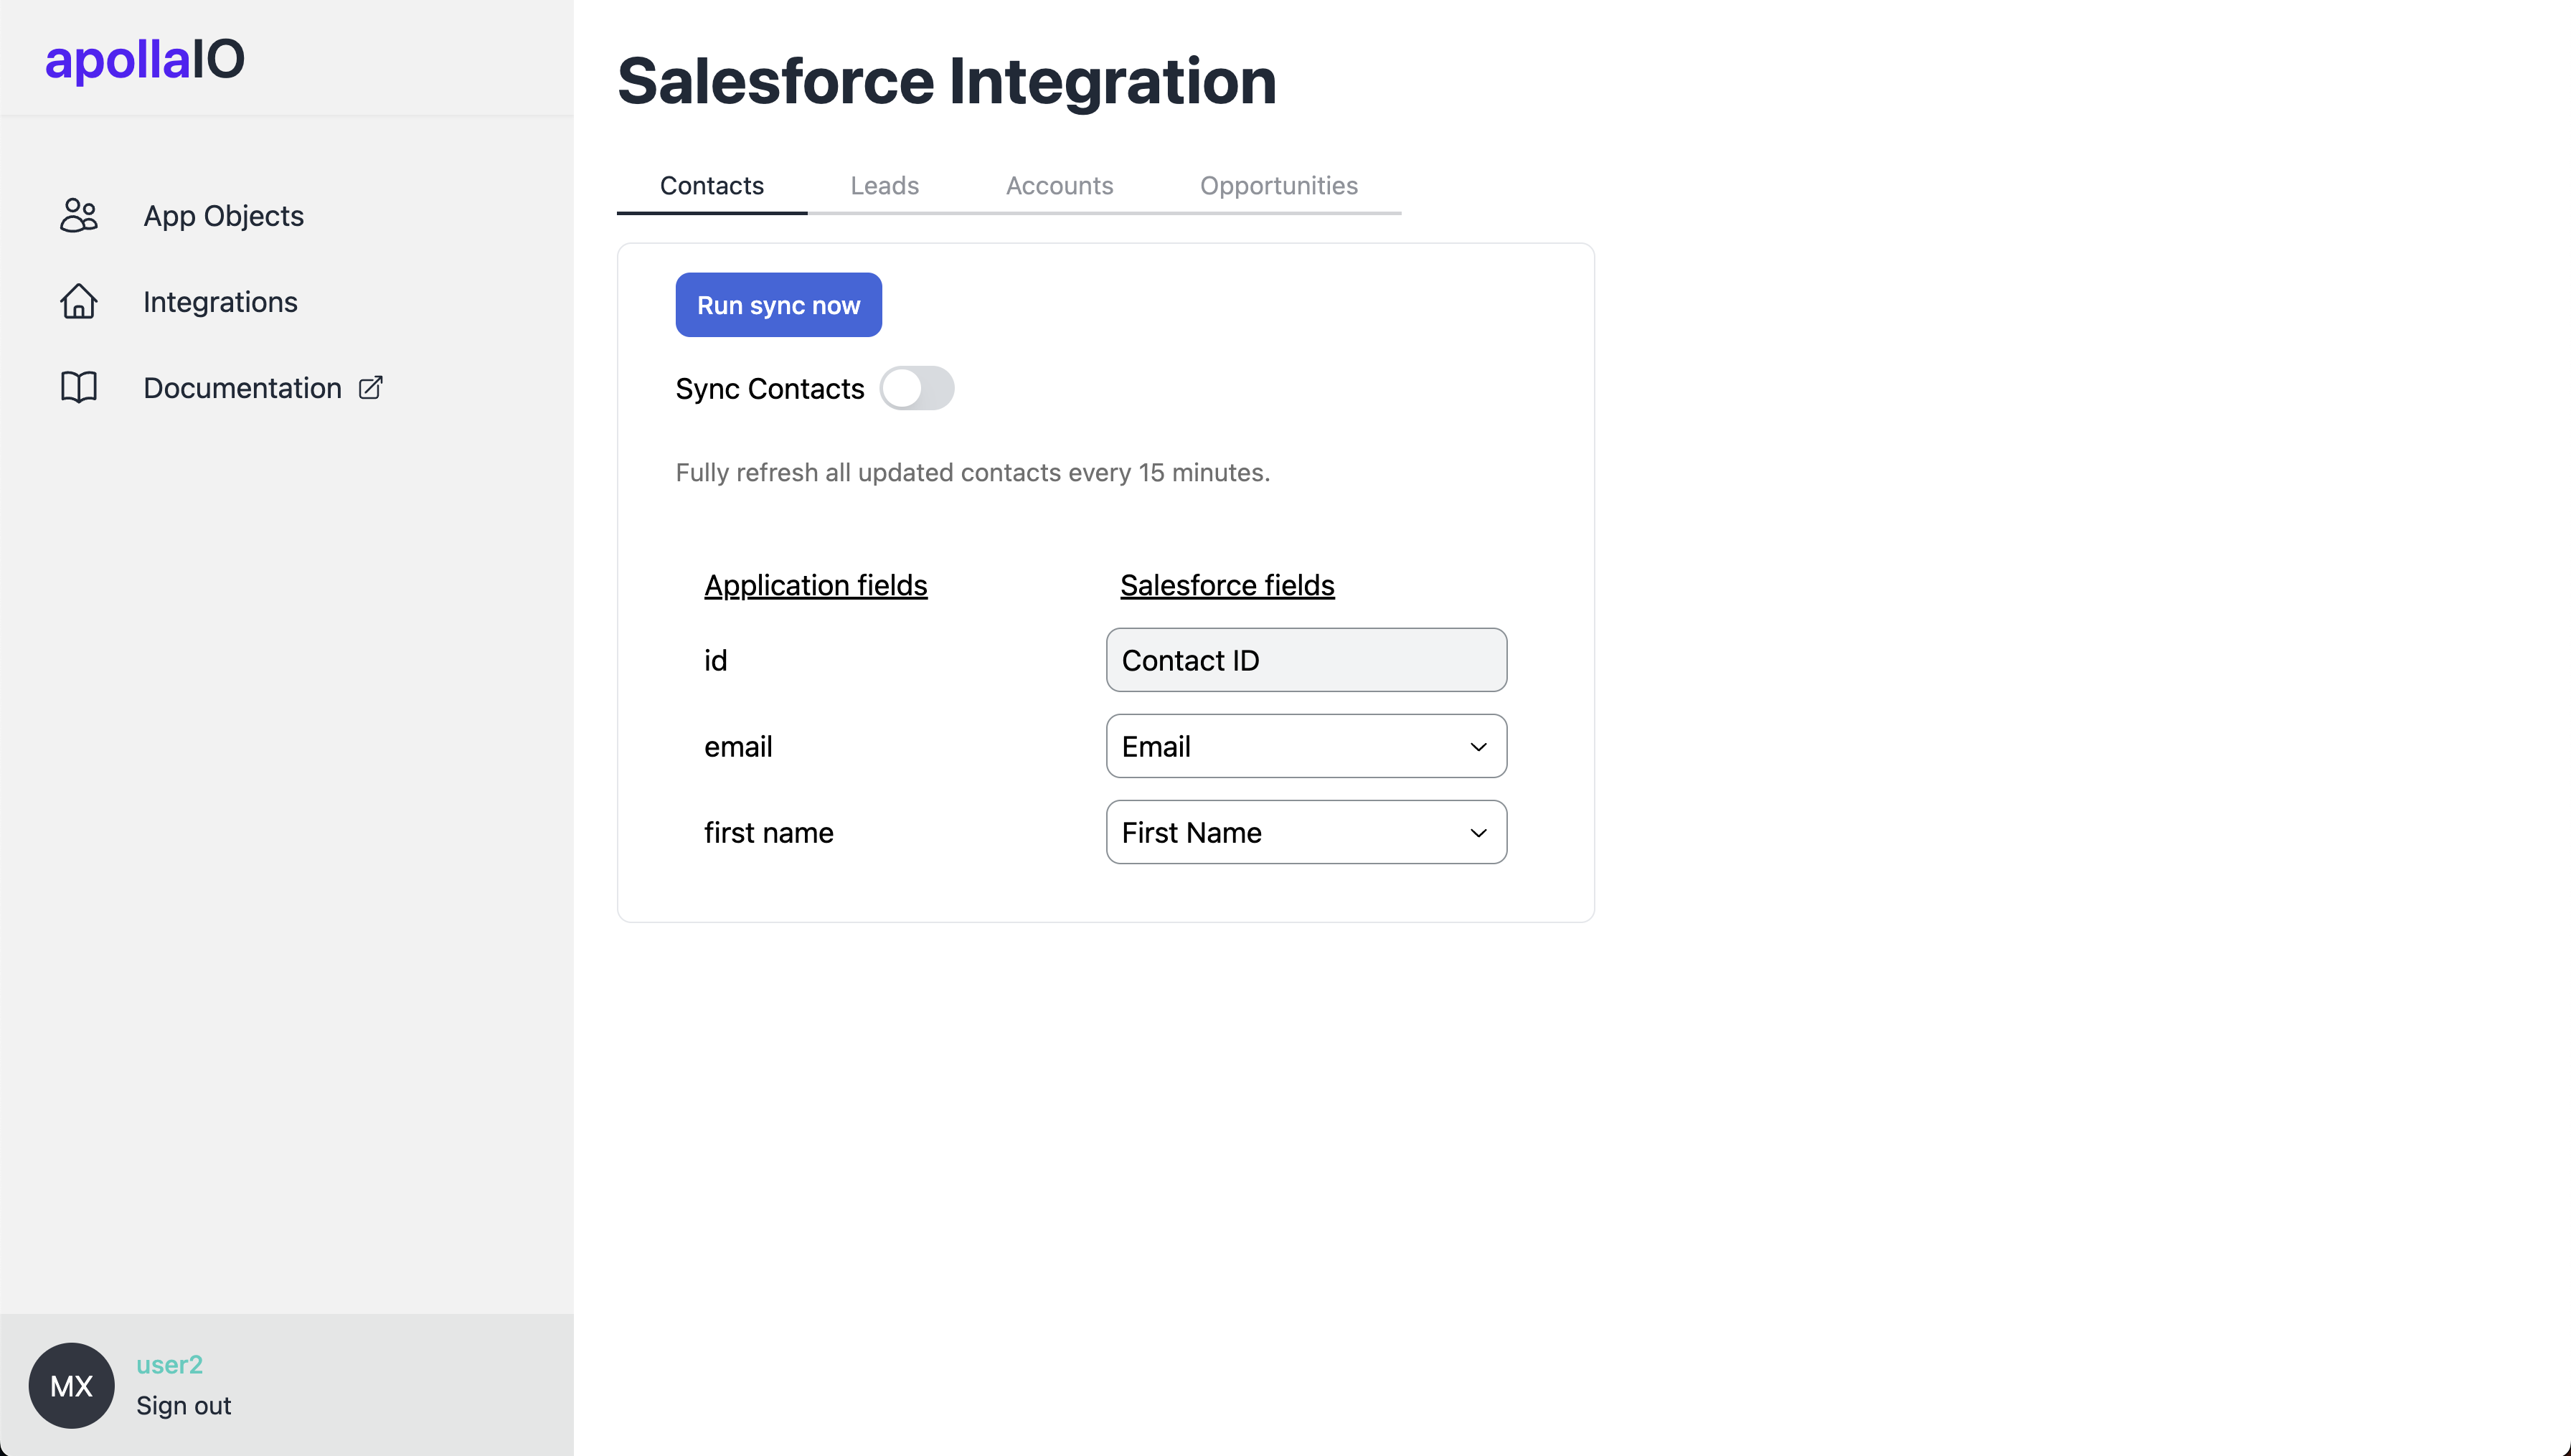 apollaIO
App Objects
Integrations
Documentation
MX
user2
Sign out
Salesforce Integration
Contacts Leads Accounts Opportunities
Run sync now
Sync Contacts
Fully refresh all updated contacts every 15 minutes.
Application fields Salesforce fields
id Contact ID
email Email
first name First Name